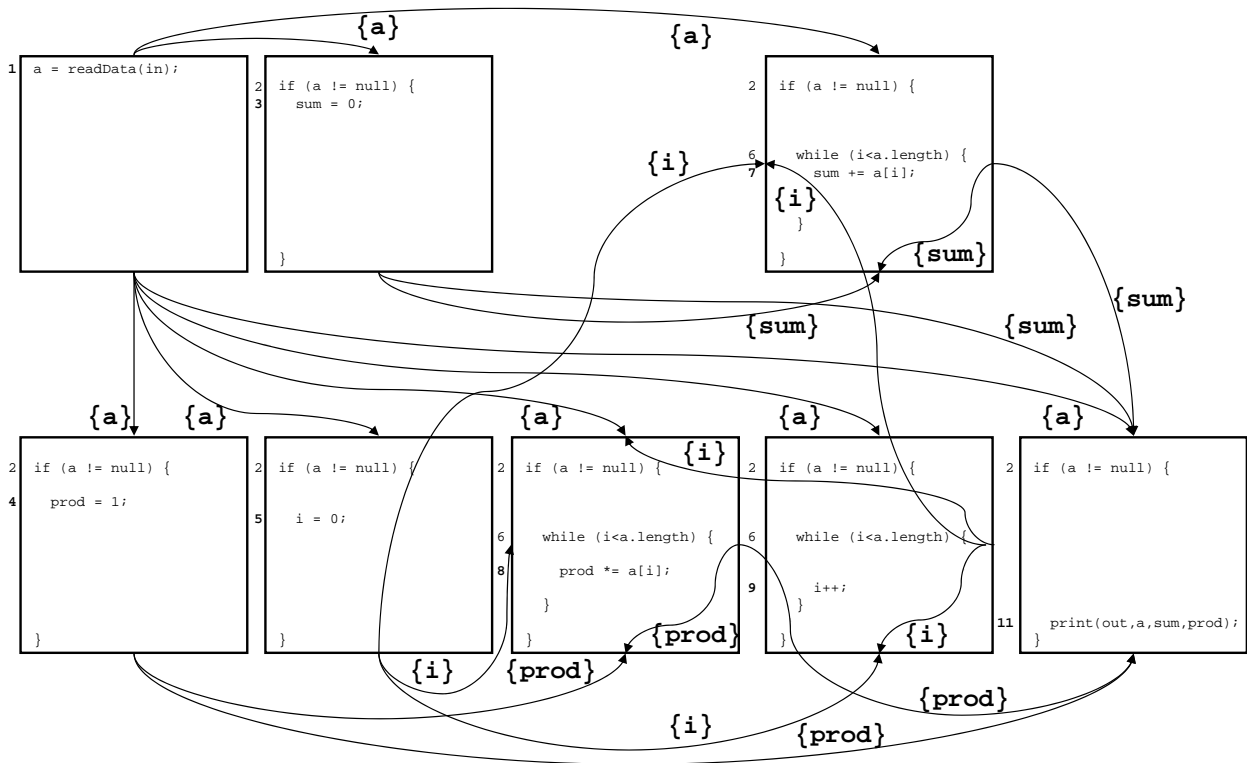 {a}
{a}
1 a = readData(in);
2 if (a != null) {
3 sum = 0;
}
2 if (a != null) {
6 while (i<a.length) {
7 sum += a[i];
}
}
{i}
{i}
{sum}
{sum}
{sum}
{sum}
{a}
{a}
{a}
{a}
{a}
2 if (a != null) {
4 prod = 1;
}
2 if (a != null) {
5 i = 0;
}
2 if (a != null) {
6 while (i<a.length) {
8 prod *= a[i];
}
}
{i}
2 if (a != null) {
6 while (i<a.length) {
9 i++;
}
}
2 if (a != null) {
11 print(out,a,sum,prod);
}
{prod}
{i}
{i}
{prod}
{prod}
{i}
{prod}